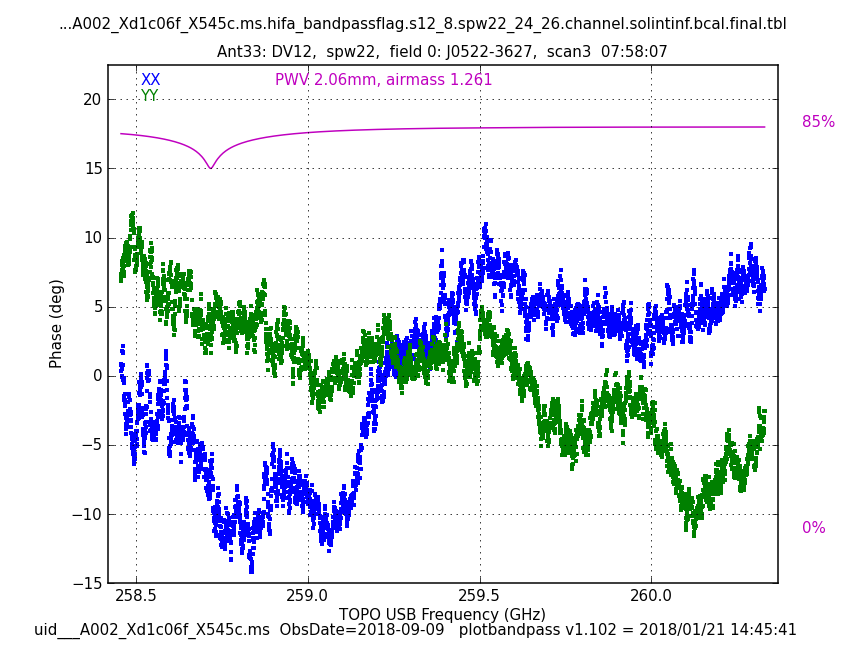 ...A002_Xd1c06f_X545c.ms.hifa_bandpassflag.s12_8.spw22_24_26.channel.solintinf.bcal.final.tbl
Ant33: DV12,  spw22,  field 0: J0522-3627,  scan3  07:58:07
XX
YY
PWV 2.06mm, airmass 1.261
85%
0%
Phase (deg)
20
15
10
5
0
−5
−10
−15
258.5
259.0
259.5
260.0
TOPO USB Frequency (GHz)
uid___A002_Xd1c06f_X545c.ms  ObsDate=2018-09-09   plotbandpass v1.102 = 2018/01/21 14:45:41